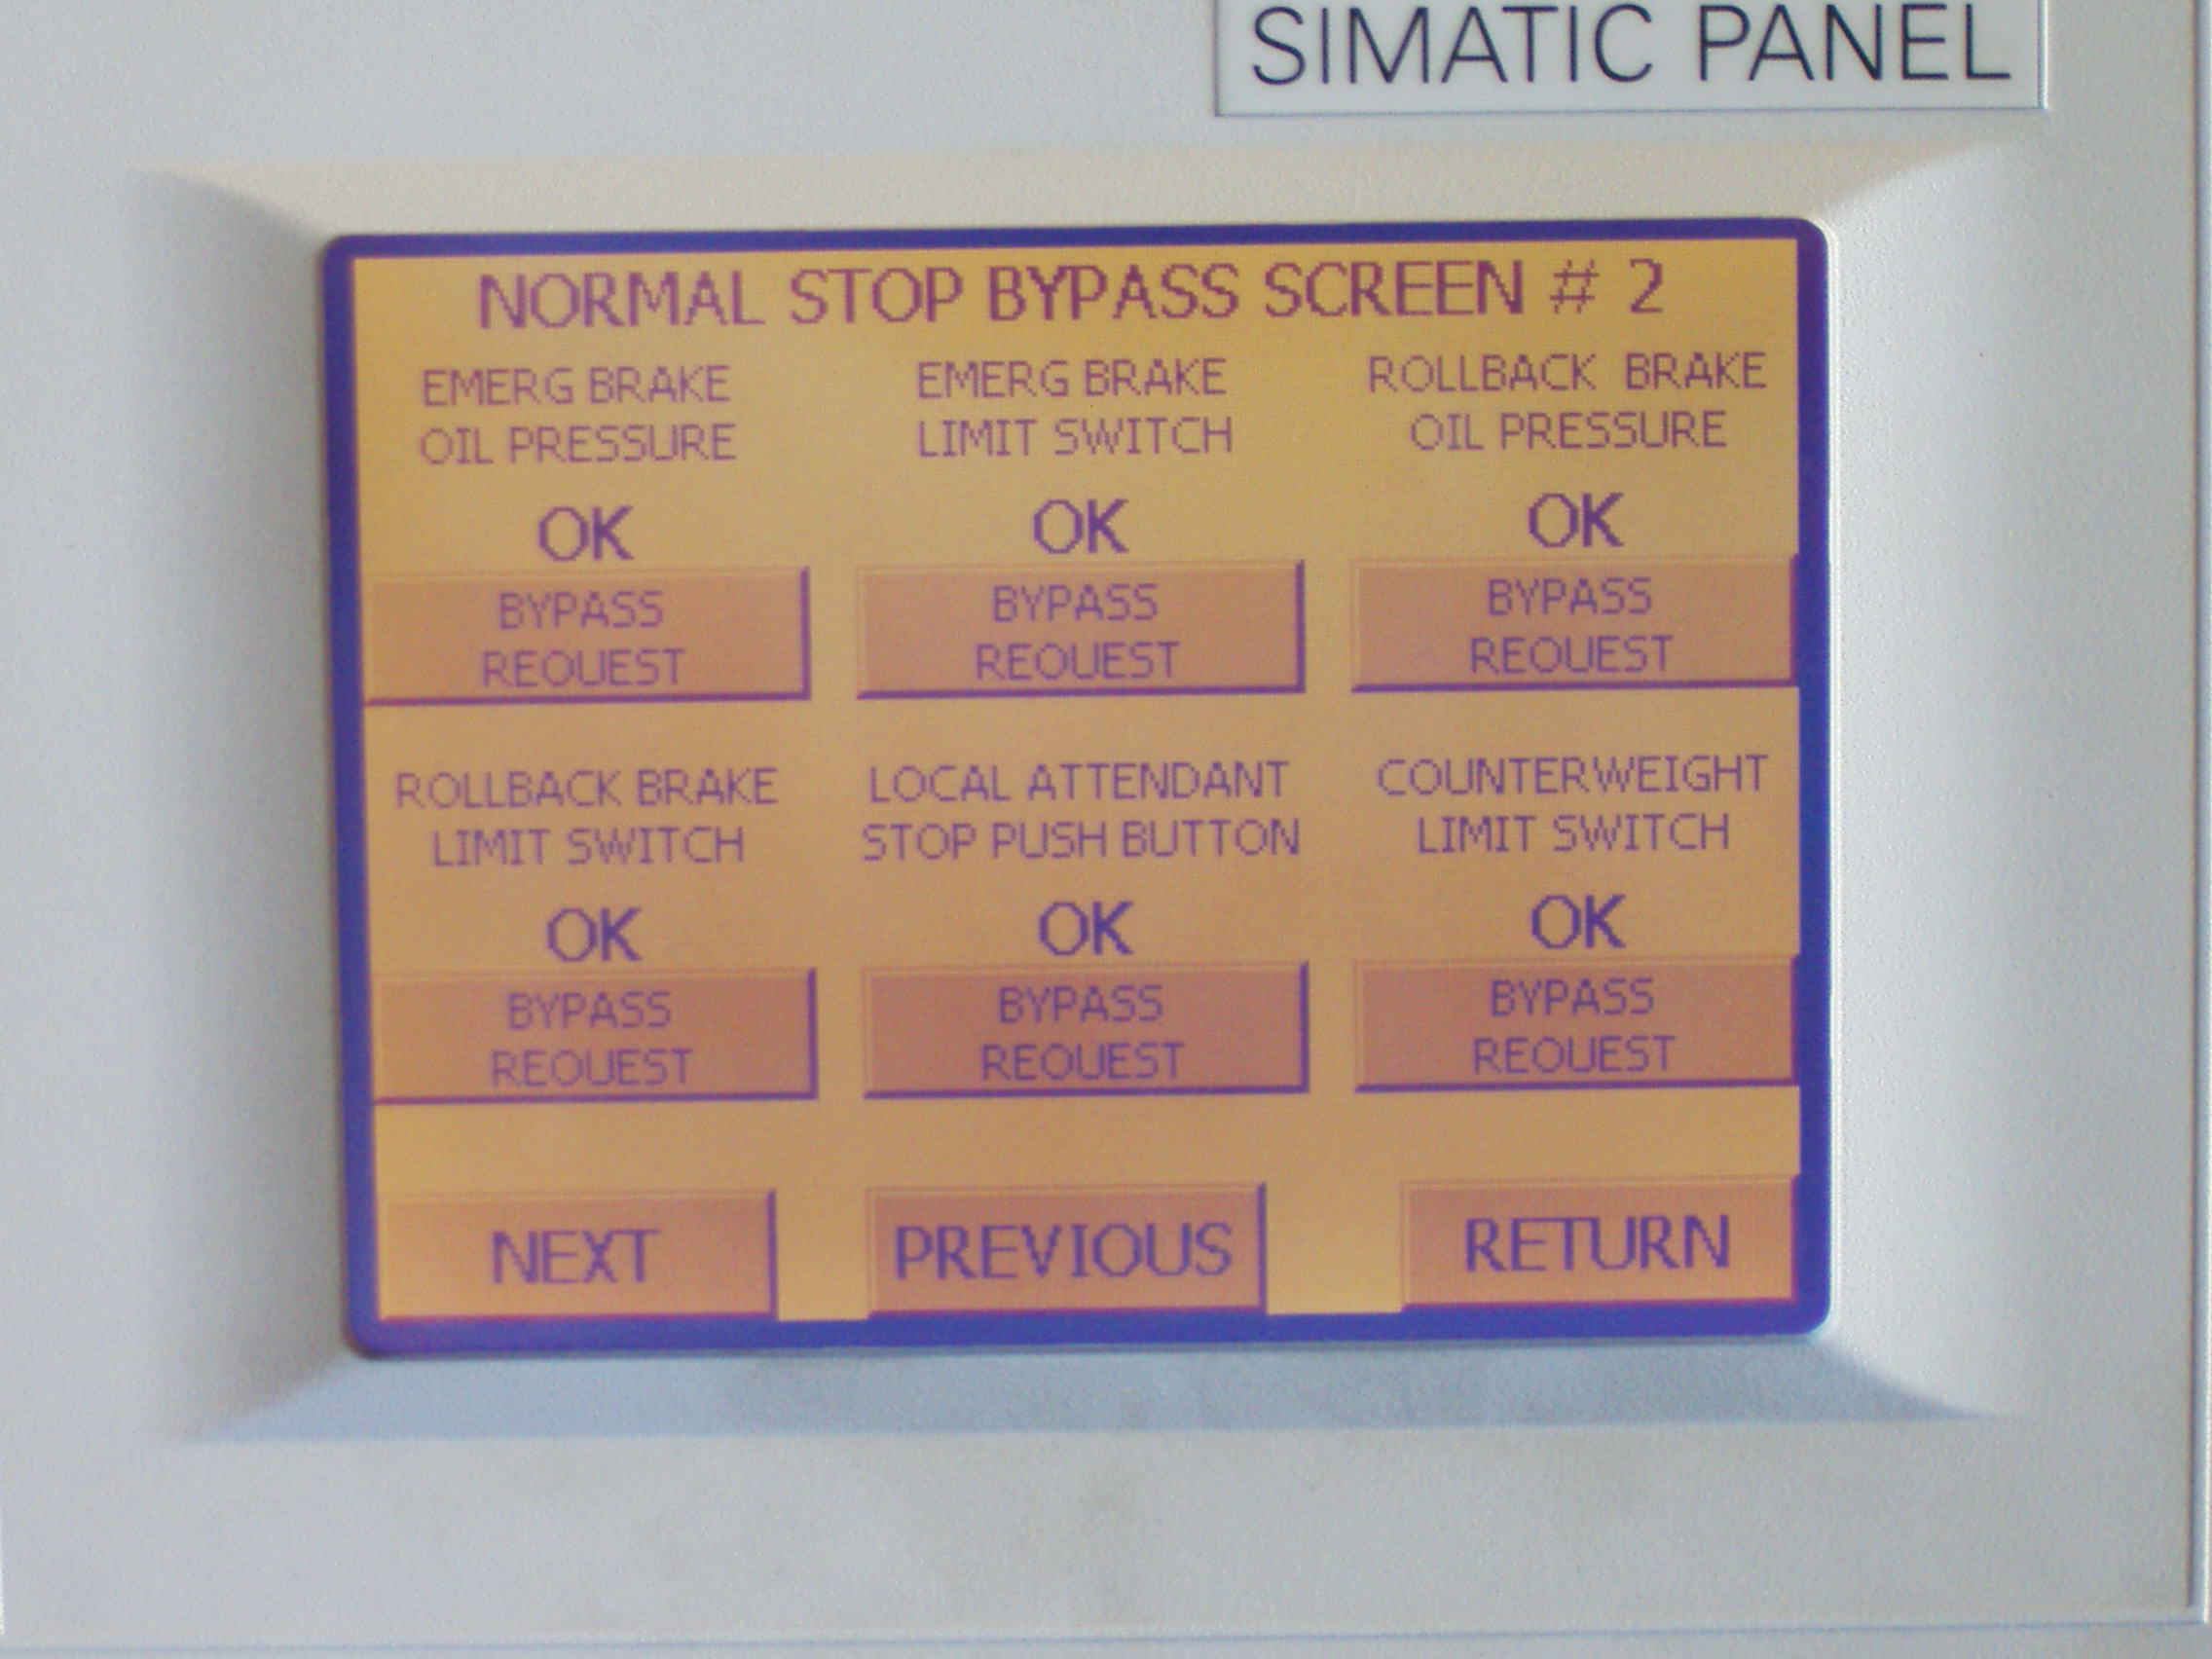 SIMATIC PANEL
NORMAL STOP BYPASS SCREEN # 2
EMERG BRAKE
OIL PRESSURE
OK
BYPASS
REQUEST
EMERG BRAKE
LIMIT SWITCH
OK
BYPASS
REQUEST
ROLLBACK BRAKE
OIL PRESSURE
OK
BYPASS
REQUEST
ROLLBACK BRAKE
LIMIT SWITCH
OK
BYPASS
REQUEST
LOCAL ATTENDANT
STOP PUSH BUTTON
OK
BYPASS
REQUEST
COUNTERWEIGHT
LIMIT SWITCH
OK
BYPASS
REQUEST
NEXT
PREVIOUS
RETURN